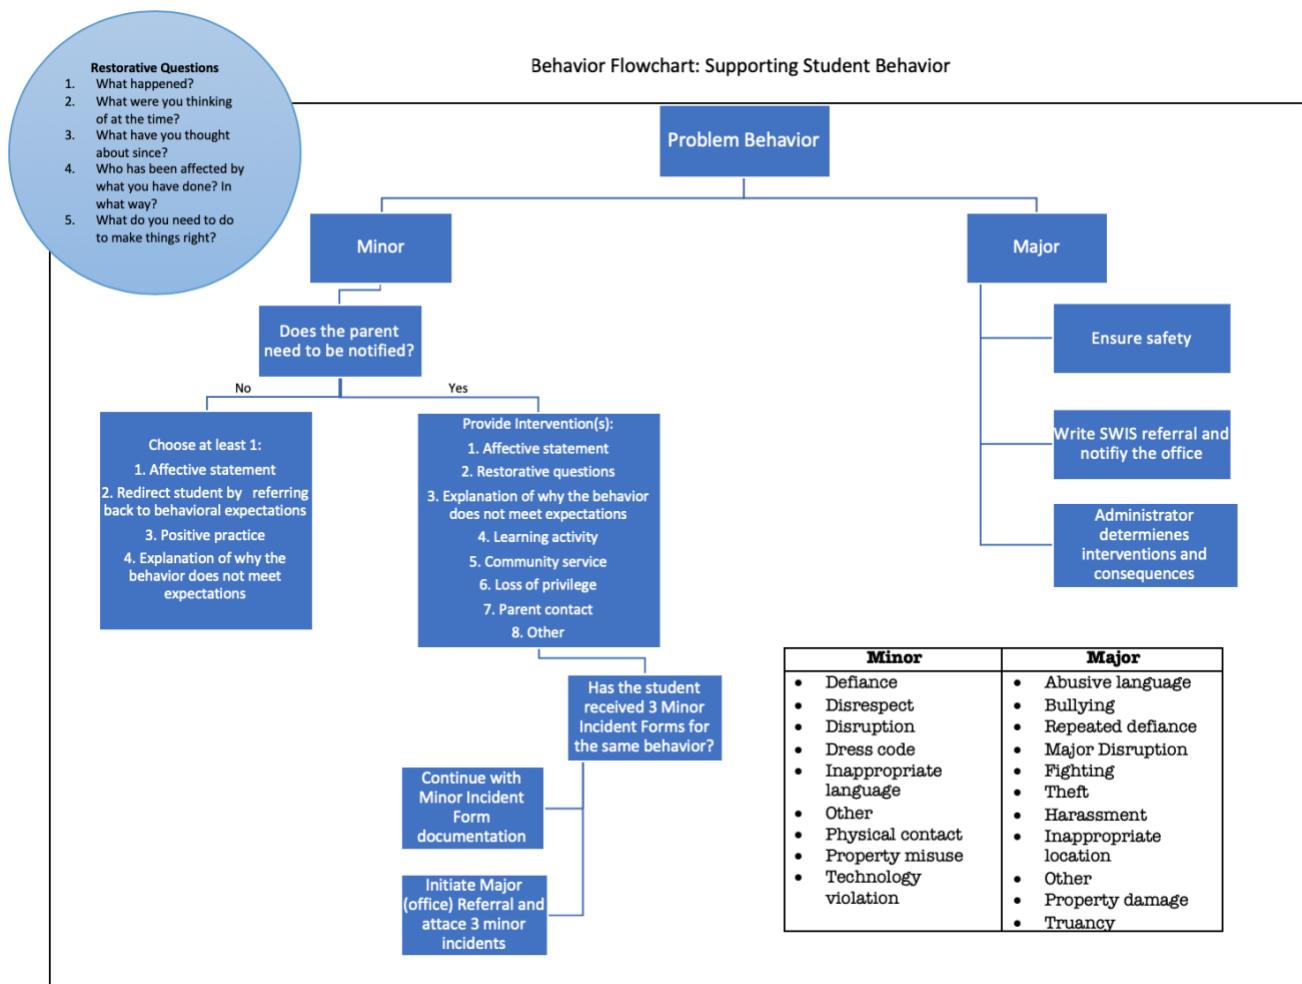 Restorative Questions
1. What happened?
2. What were you thinking
of at the time?
3. What have you thought
about since?
4. Who has been affected by
what you have done? In
what way?
5. What do you need to do
to make things right?
Behavior Flowchart: Supporting Student Behavior
Problem Behavior
Minor
Major
Does the parent
need to be notified?
No
Yes
Choose at least 1:
1. Affective statement
2. Redirect student by referring
back to behavioral expectations
3. Positive practice
4. Explanation of why the
behavior does not meet
expectations
Provide Intervention(s):
1. Affective statement
2. Restorative questions
3. Explanation of why the behavior
does not meet expectations
4. Learning activity
5. Community service
6. Loss of privilege
7. Parent contact
8. Other
Has the student
received 3 Minor
Incident Forms for
the same behavior?
Continue with
Minor Incident
Form
documentation
Initiate Major
(office) Referral and
attace 3 minor
incidents
Ensure safety
Write SWIS referral and
notifiy the office
Administrator
determienes
interventions and
consequences
Minor
• Defiance
• Disrespect
• Disruption
• Dress code
• Inappropriate
language
• Other
• Physical contact
• Property misuse
• Technology
violation
Major
• Abusive language
• Bullying
• Repeated defiance
• Major Disruption
• Fighting
• Theft
• Harassment
• Inappropriate
location
• Other
• Property damage
• Truancy